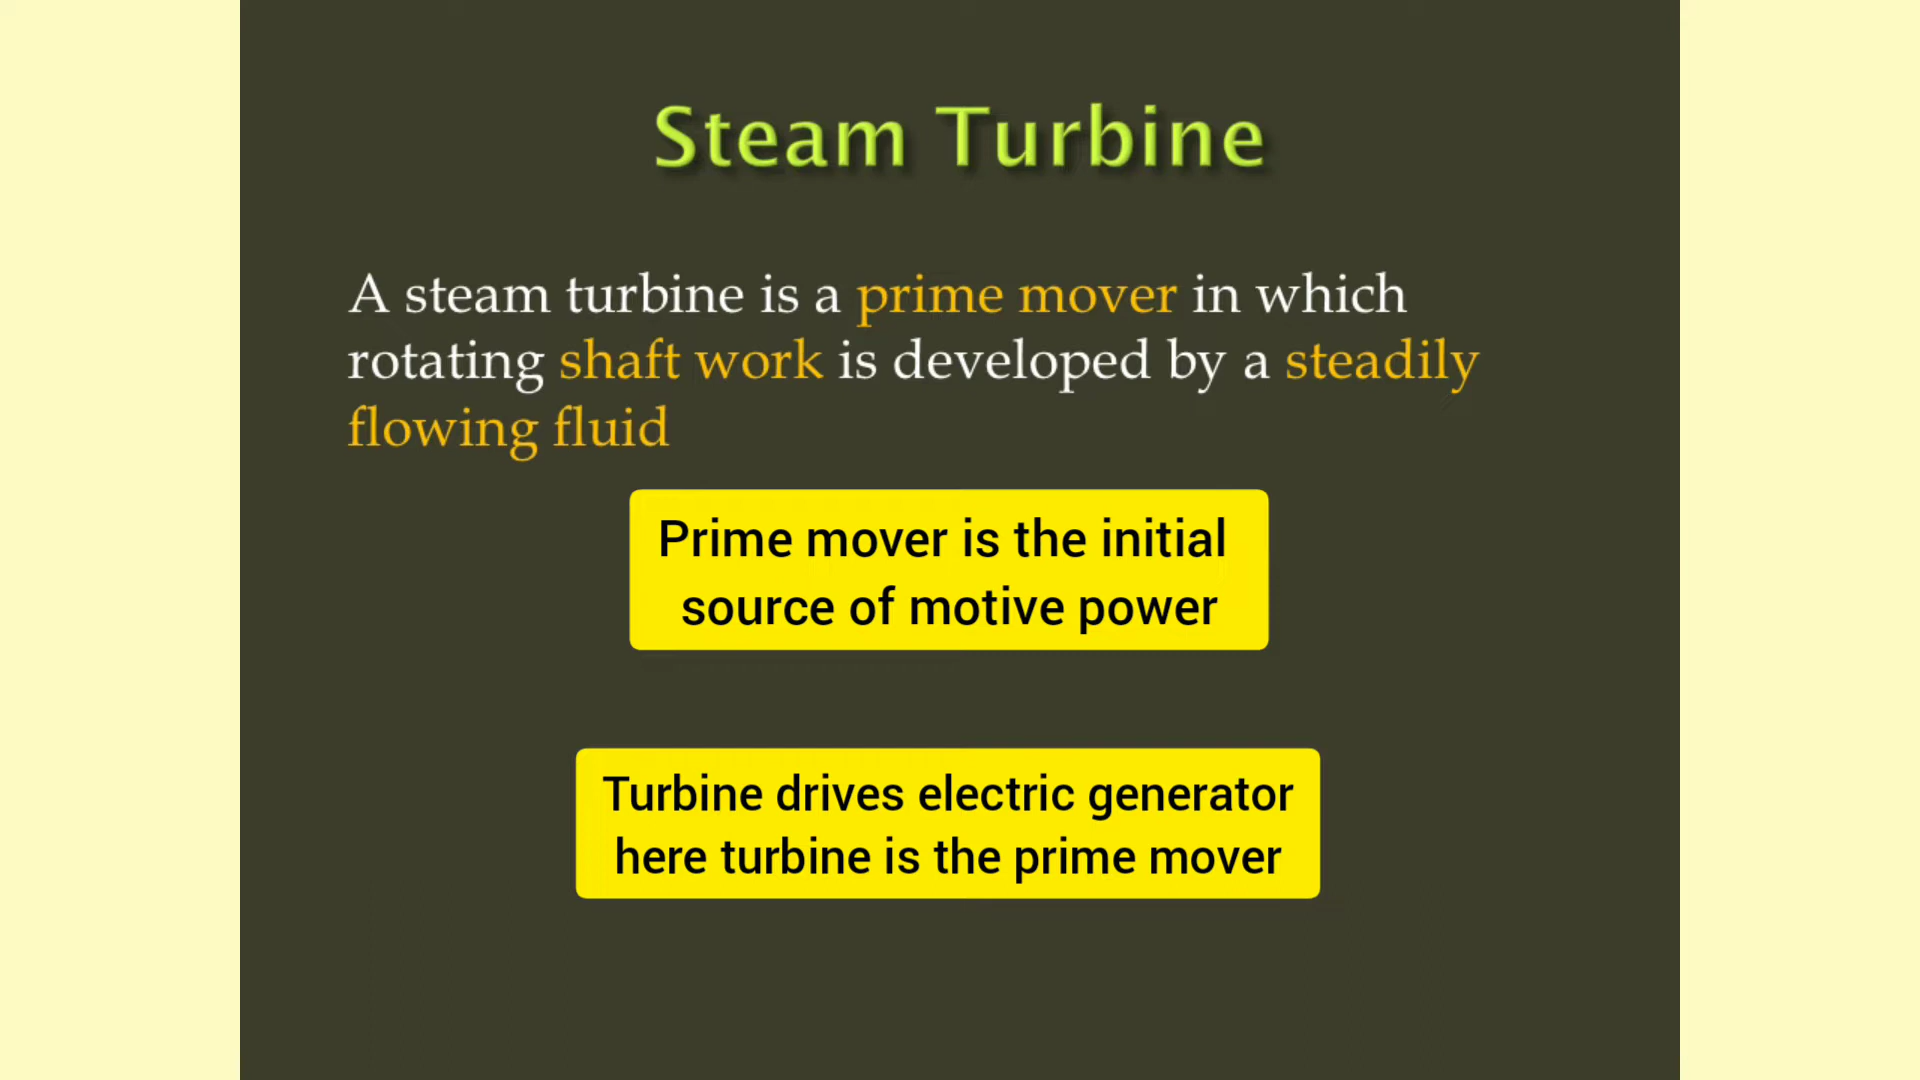 Steam Turbine
A steam turbine is a prime mover in which
rotating shaft work is developed by a steadily
flowing fluid
Prime mover is the initial
source of motive power
Turbine drives electric generator
here turbine is the prime mover